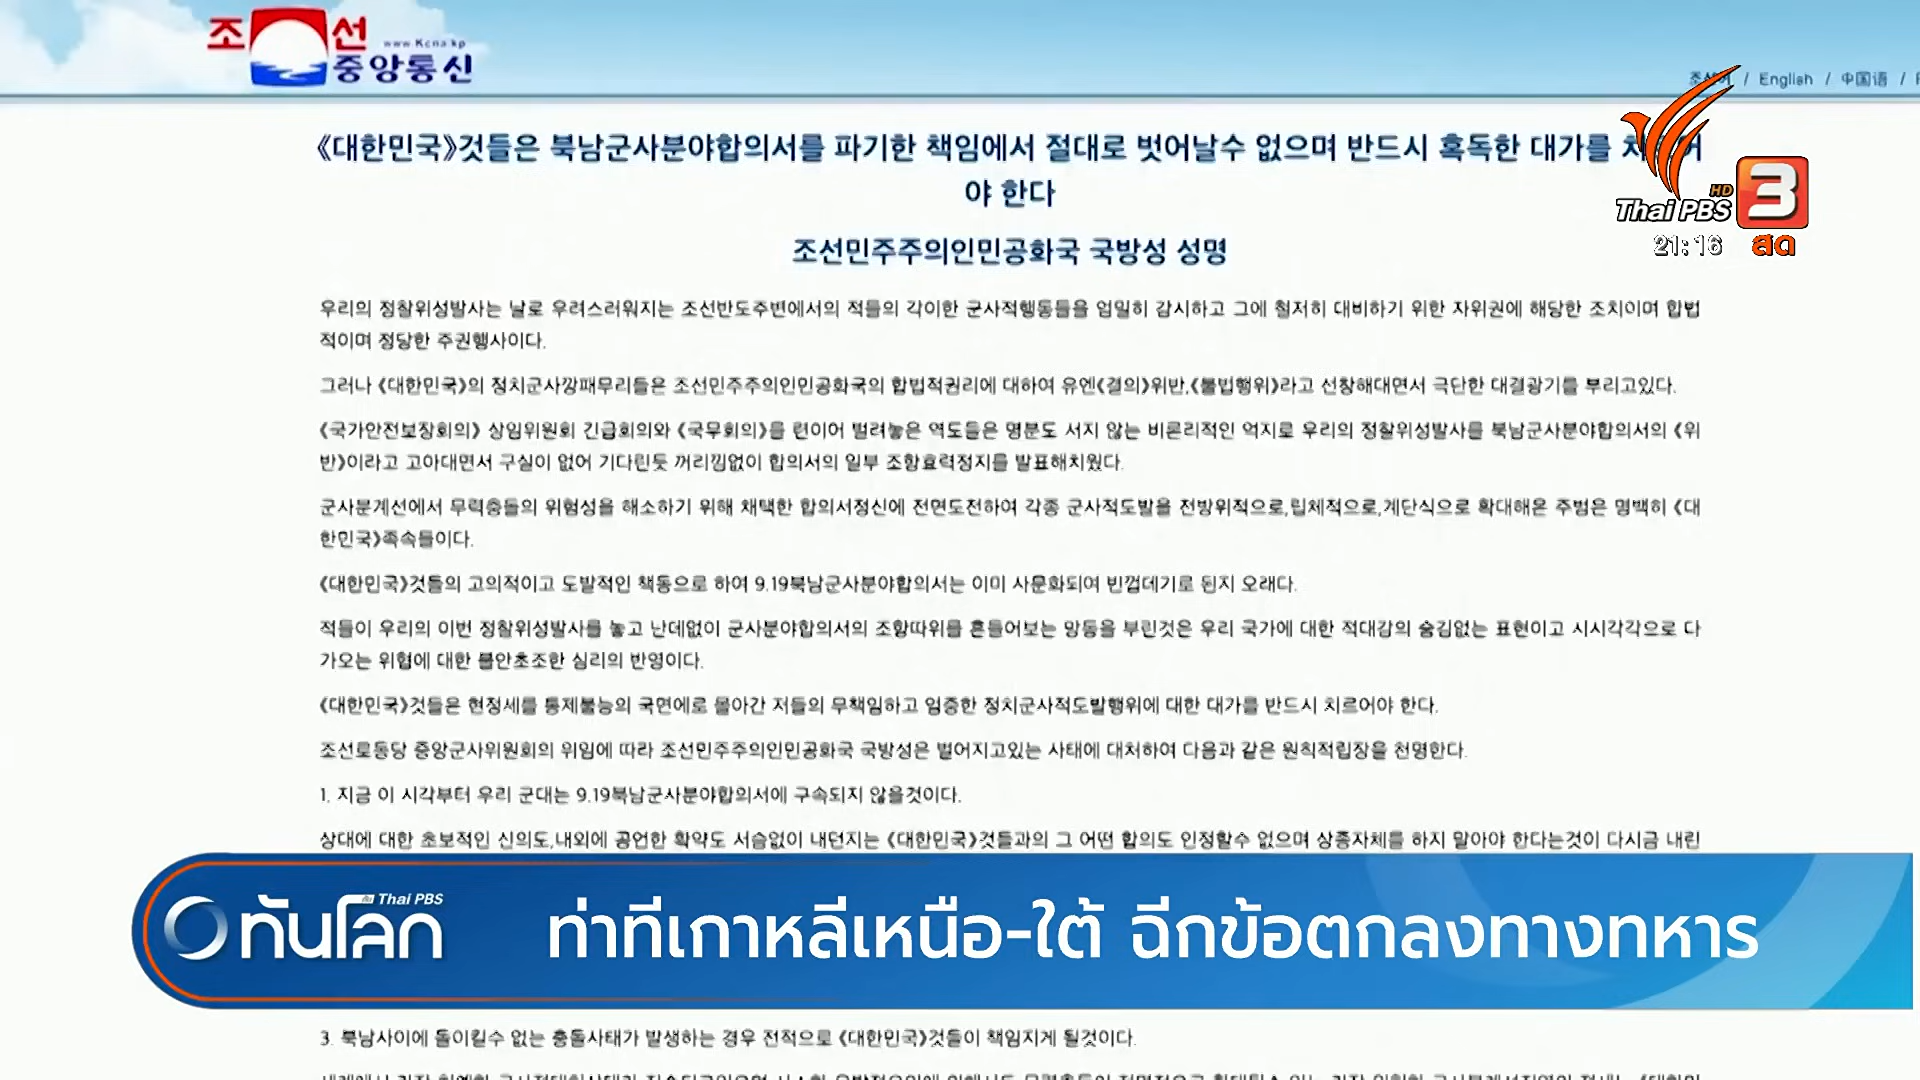 조선
www.kcna.kp
중앙통신
조선어 / English / 中国语 /
《대한민국》것들은 북남군사분야합의서를 파기한 책임에서 절대로 벗어날수 없으며 반드시 혹독한 대가를
야 한다
조선민주주의인민공화국 국방성 성명
HD
Thai PBS 3
21:16 สด
우리의 정찰위성발사는 날로 우려스러워지는 조선반도주변에서의 적들의 각이한 군사적행동들을 엄밀히 감시하고 그에 철저히 대비하기 위한 자위권에 해당한 조치이며 합법
적이며 정당한 주권행사이다.
그러나 《대한민국》의 정치군사깡패무리들은 조선민주주의인민공화국의 합법적권리에 대하여 유엔《결의》위반,《불법행위》라고 선창해대면서 극단한 대결광기를 부리고있다.
《국가안전보장회의》 상임위원회 긴급회의와 《국무회의》를 련이어 벌려놓은 역도들은 명분도 서지 않는 비론리적인 억지로 우리의 정찰위성발사를 북남군사분야합의서의 《위
반》이라고 고아대면서 구실이 없어 기다린듯 꺼리낌없이 합의서의 일부 조항효력정지를 발표해치웠다.
군사분계선에서 무력충돌의 위험성을 해소하기 위해 채택한 합의서정신에 전면도전하여 각종 군사적도발을 전방위적으로,립체적으로,계단식으로 확대해온 주범은 명백히 《대
한민국》족속들이다.
《대한민국》것들의 고의적이고 도발적인 책동으로 하여 9.19북남군사분야합의서는 이미 사문화되여 빈껍데기로 된지 오래다.
적들이 우리의 이번 정찰위성발사를 놓고 난데없이 군사분야합의서의 조항따위를 흔들어보는 망동을 부린것은 우리 국가에 대한 적대감의 숨김없는 표현이고 시시각각으로 다
가오는 위협에 대한 불안초조한 심리의 반영이다.
《대한민국》것들은 현정세를 통제불능의 국면에로 몰아간 저들의 무책임하고 엄중한 정치군사적도발행위에 대한 대가를 반드시 치르어야 한다.
조선로동당 중앙군사위원회의 위임에 따라 조선민주주의인민공화국 국방성은 벌어지고있는 사태에 대처하여 다음과 같은 원칙적립장을 천명한다.
1. 지금 이 시각부터 우리 군대는 9.19북남군사분야합의서에 구속되지 않을것이다.
상대에 대한 초보적인 신의도,내외에 공언한 확약도 서슴없이 내던지는 《대한민국》것들과의 그 어떤 합의도 인정할수 없으며 상종자체를 하지 말아야 한다는것이 다시금 내린
ทันโลก กับ Thai PBS
ท่าทีเกาหลีเหนือ-ใต้ ฉีกข้อตกลงทางทหาร
3. 북남사이에 돌이킬수 없는 충돌사태가 발생하는 경우 전적으로 《대한민국》것들이 책임지게 될것이다.